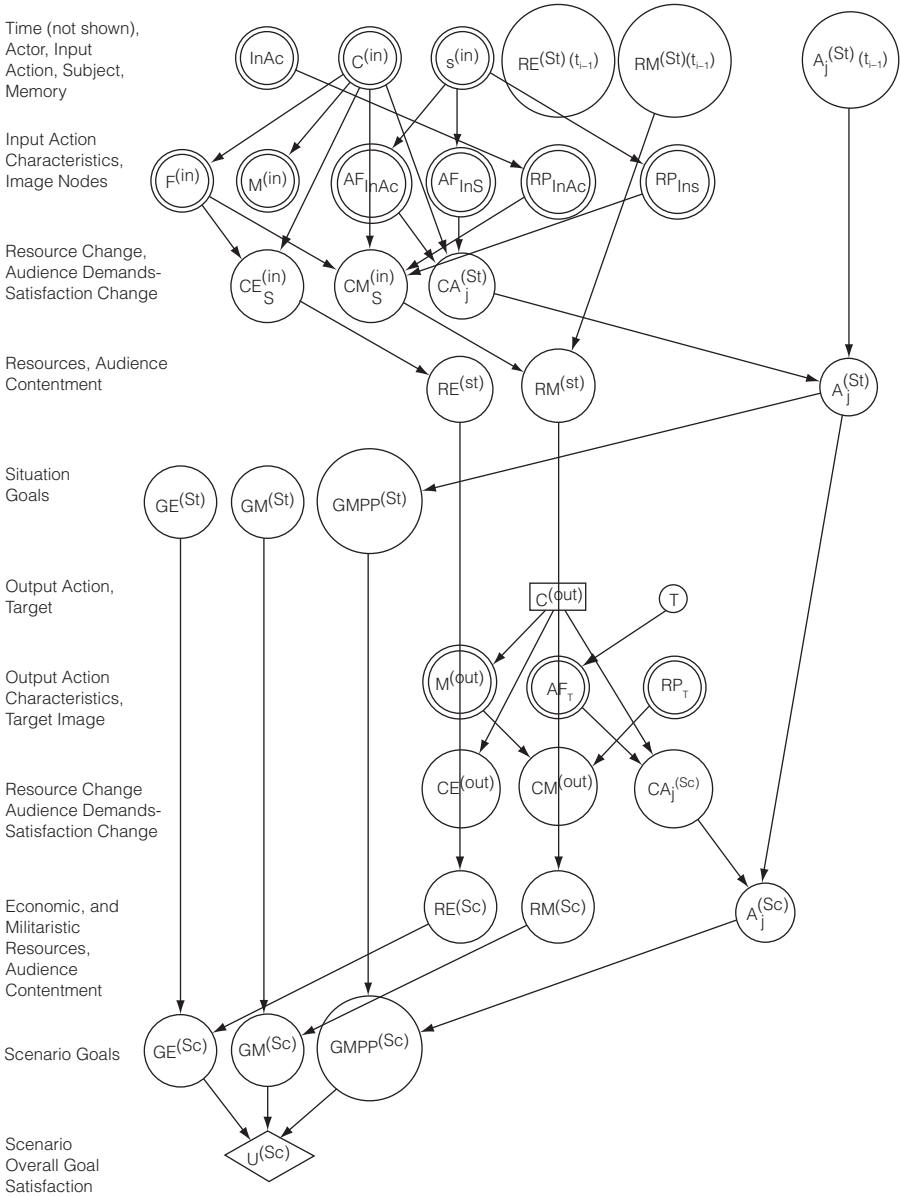 Time (not shown),
Actor, Input
Action, Subject,
Memory
InAc
C(in)
s(in)
RE(St) (ti–1)
RM(St)(ti–1)
Aj(St) (ti–1)
Input Action
Characteristics,
Image Nodes
F(in)
M(in)
AFInAc
AFInS
RPInAc
RPIns
Resource Change,
Audience Demands-
Satisfaction Change
CES(in)
CMS(in)
CAj(St)
Resources, Audience
Contentment
RE(st)
RM(st)
Aj(St)
Situation
Goals
GE(St)
GM(St)
GMPP(St)
Output Action,
Target
C(out)
T
Output Action
Characteristics,
Target Image
M(out)
AFT
RPT
Resource Change
Audience Demands-
Satisfaction Change
CE(out)
CM(out)
CAj(Sc)
Economic, and
Militaristic
Resources,
Audience
Contentment
RE(Sc)
RM(Sc)
Aj(Sc)
Scenario Goals
GE(Sc)
GM(Sc)
GMPP(Sc)
Scenario
Overall Goal
Satisfaction
U(Sc)